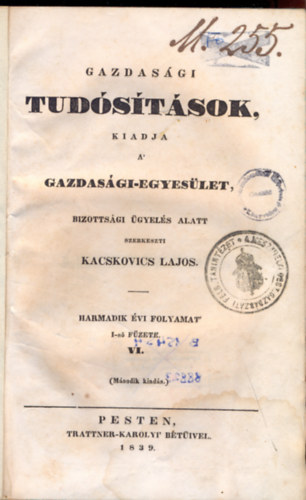 M. 255.
GAZDASÁGI
TUDÓSÍTÁSOK,
KIADJA
A'
GAZDASÁGI-EGYESÜLET,
BIZOTTSÁGI ÜGYELÉS ALATT
SZERKESZTI
KACSKOVICS LAJOS.
HARMADIK ÉVI FOLYAMAT'
I-ső FÜZETE.
VI.
(Második kiadás.)
PESTEN,
TRATTNER-KÁROLYI' BETŰIVEL.
1839.